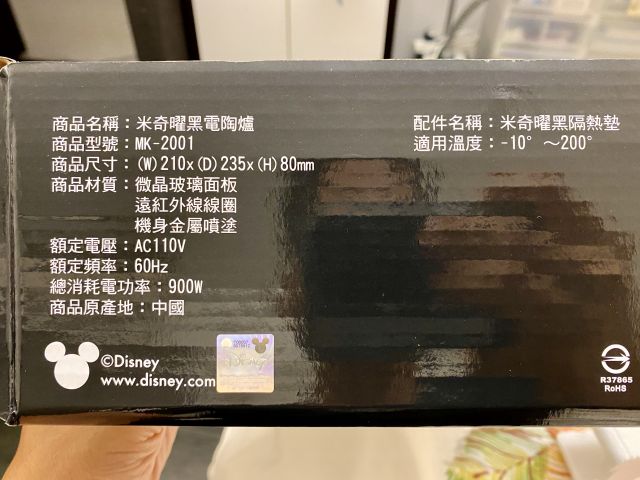 商品名稱：米奇曜黑電陶爐
商品型號：MK-2001
商品尺寸：(W)210x(D)235x(H)80mm
商品材質：微晶玻璃面板
遠紅外線線圈
機身金屬噴塗
額定電壓：AC110V
額定頻率：60Hz
總消耗電功率：900W
商品原產地：中國
配件名稱：米奇曜黑隔熱墊
適用溫度：-10°～200°
©Disney
www.disney.com
Disney
R37865
RoHS